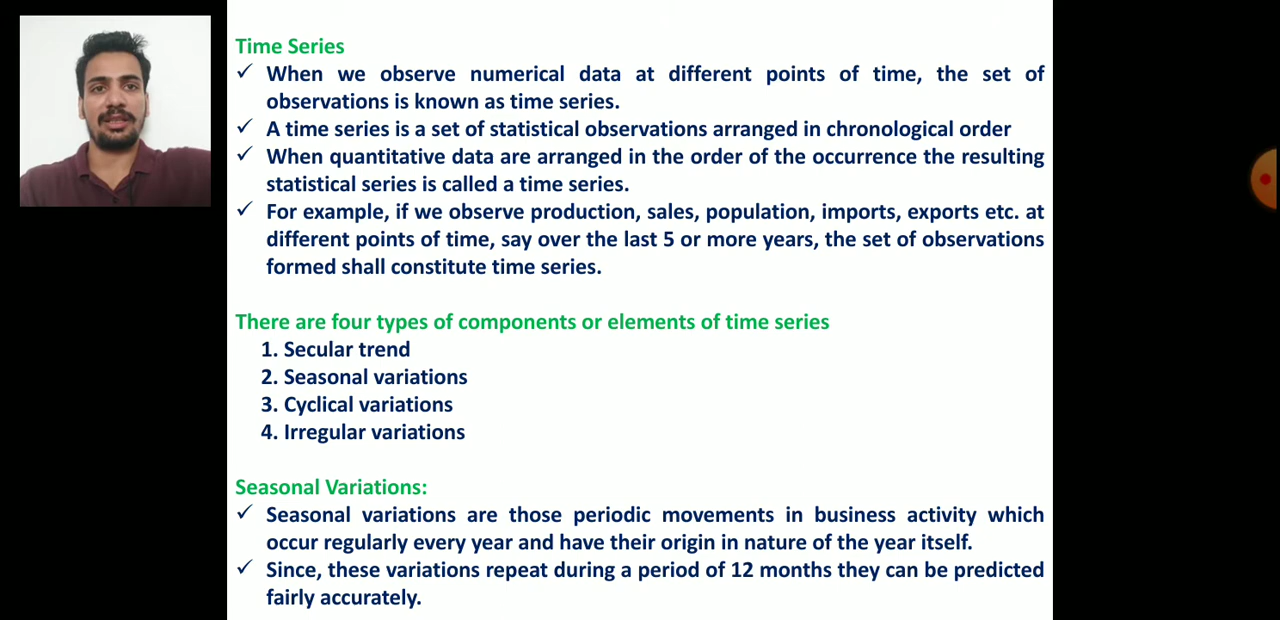 Time Series
✓ When we observe numerical data at different points of time, the set of
observations is known as time series.
✓ A time series is a set of statistical observations arranged in chronological order
✓ When quantitative data are arranged in the order of the occurrence the resulting
statistical series is called a time series.
✓ For example, if we observe production, sales, population, imports, exports etc. at
different points of time, say over the last 5 or more years, the set of observations
formed shall constitute time series.
There are four types of components or elements of time series
1. Secular trend
2. Seasonal variations
3. Cyclical variations
4. Irregular variations
Seasonal Variations:
✓ Seasonal variations are those periodic movements in business activity which
occur regularly every year and have their origin in nature of the year itself.
✓ Since, these variations repeat during a period of 12 months they can be predicted
fairly accurately.